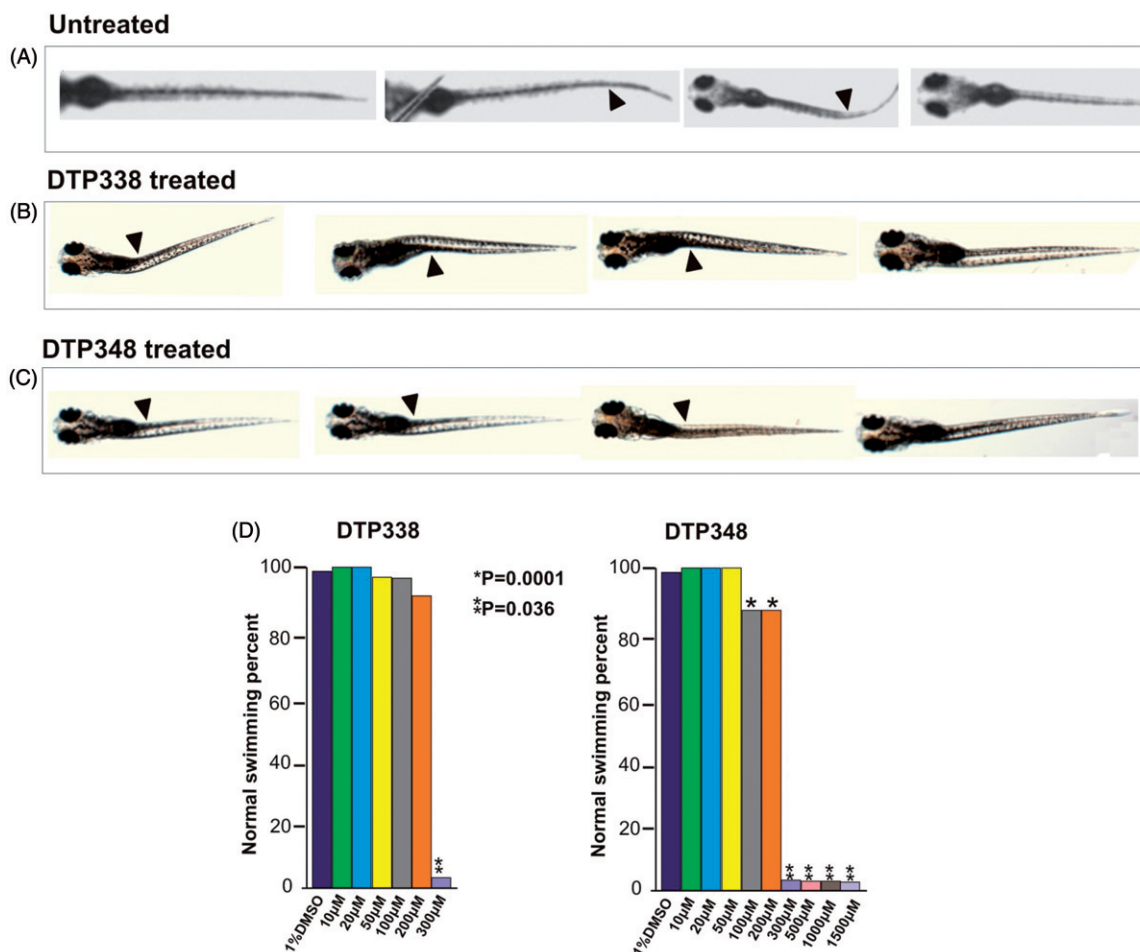 Untreated
(A)
DTP338 treated
(B)
DTP348 treated
(C)
(D)
DTP338
DTP348
Normal swimming percent
100
80
60
40
20
0
*P=0.0001
**P=0.036
**
1%DMSO
10µM
20µM
50µM
100µM
200µM
300µM
Normal swimming percent
100
80
60
40
20
0
* *
** ** ** **
1%DMSO
10µM
20µM
50µM
100µM
200µM
300µM
500µM
1000µM
1500µM